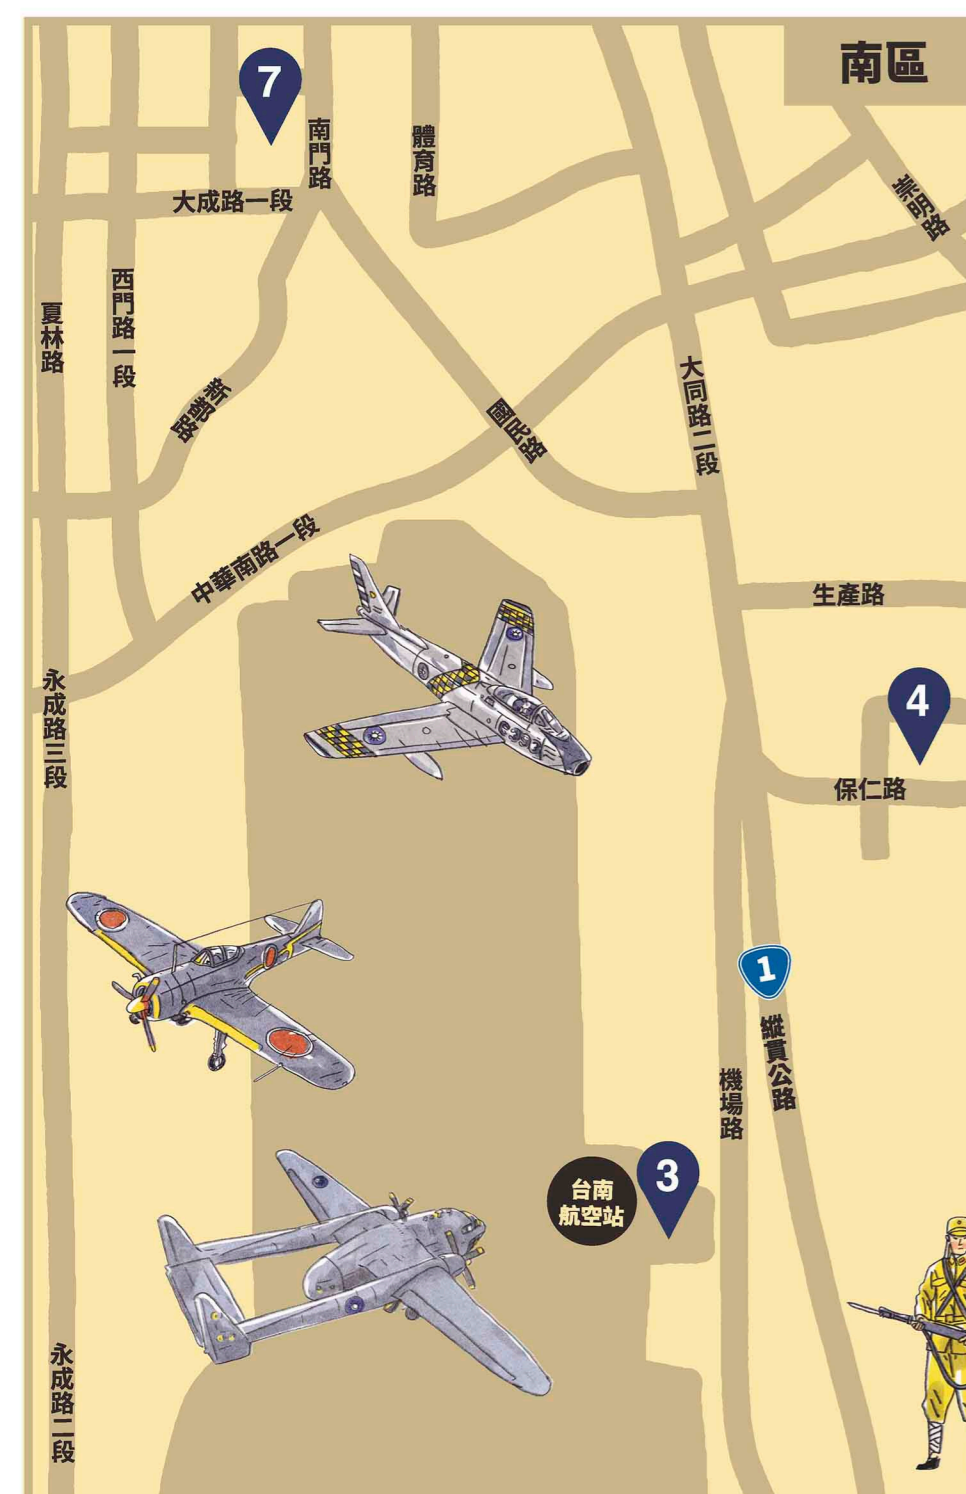 南區
7
南門路
體育路
大成路一段
崇明路
西門路一段
夏林路
大同路二段
新都路
國民路
中華南路一段
生產路
永成路三段
4
保仁路
1
縱貫公路
機場路
3
台南
航空站
永成路二段